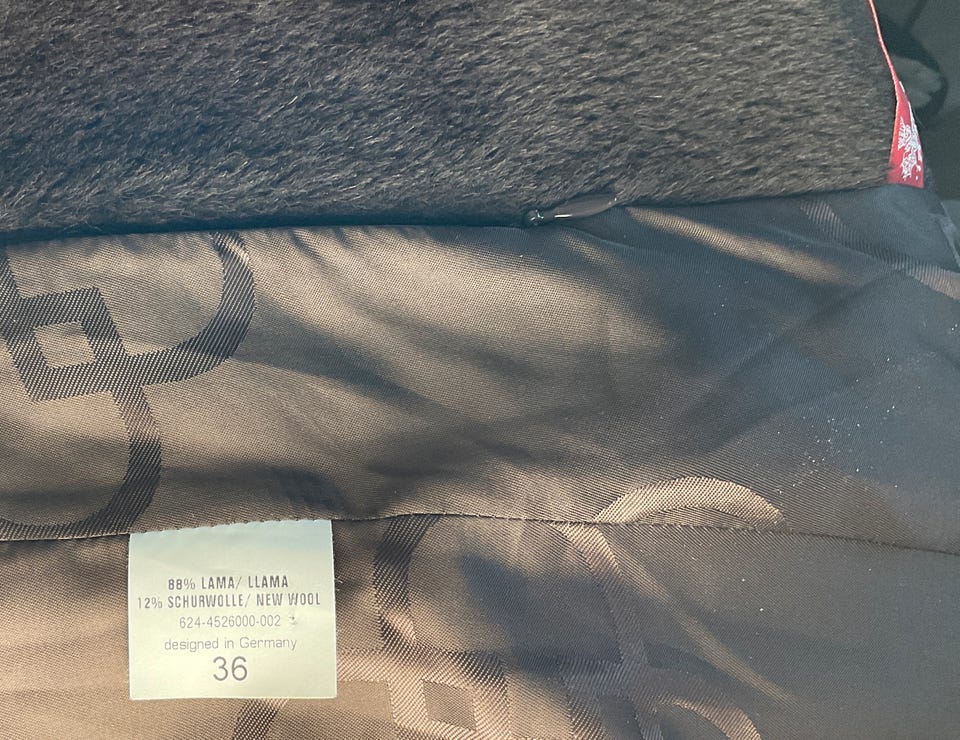 88% LAMA/ LLAMA
12% SCHURWOLLE/ NEW WOOL
624-4526000-002
designed in Germany
36